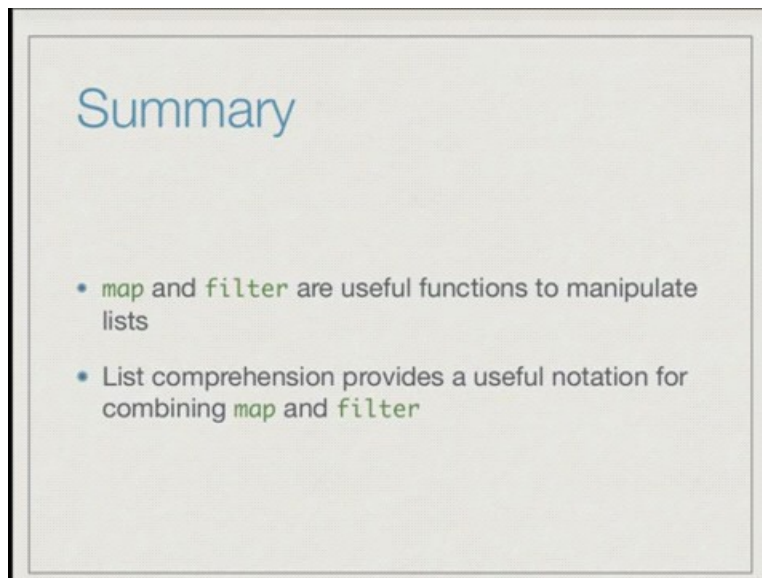 Summary
• map and filter are useful functions to manipulate
lists
• List comprehension provides a useful notation for
combining map and filter